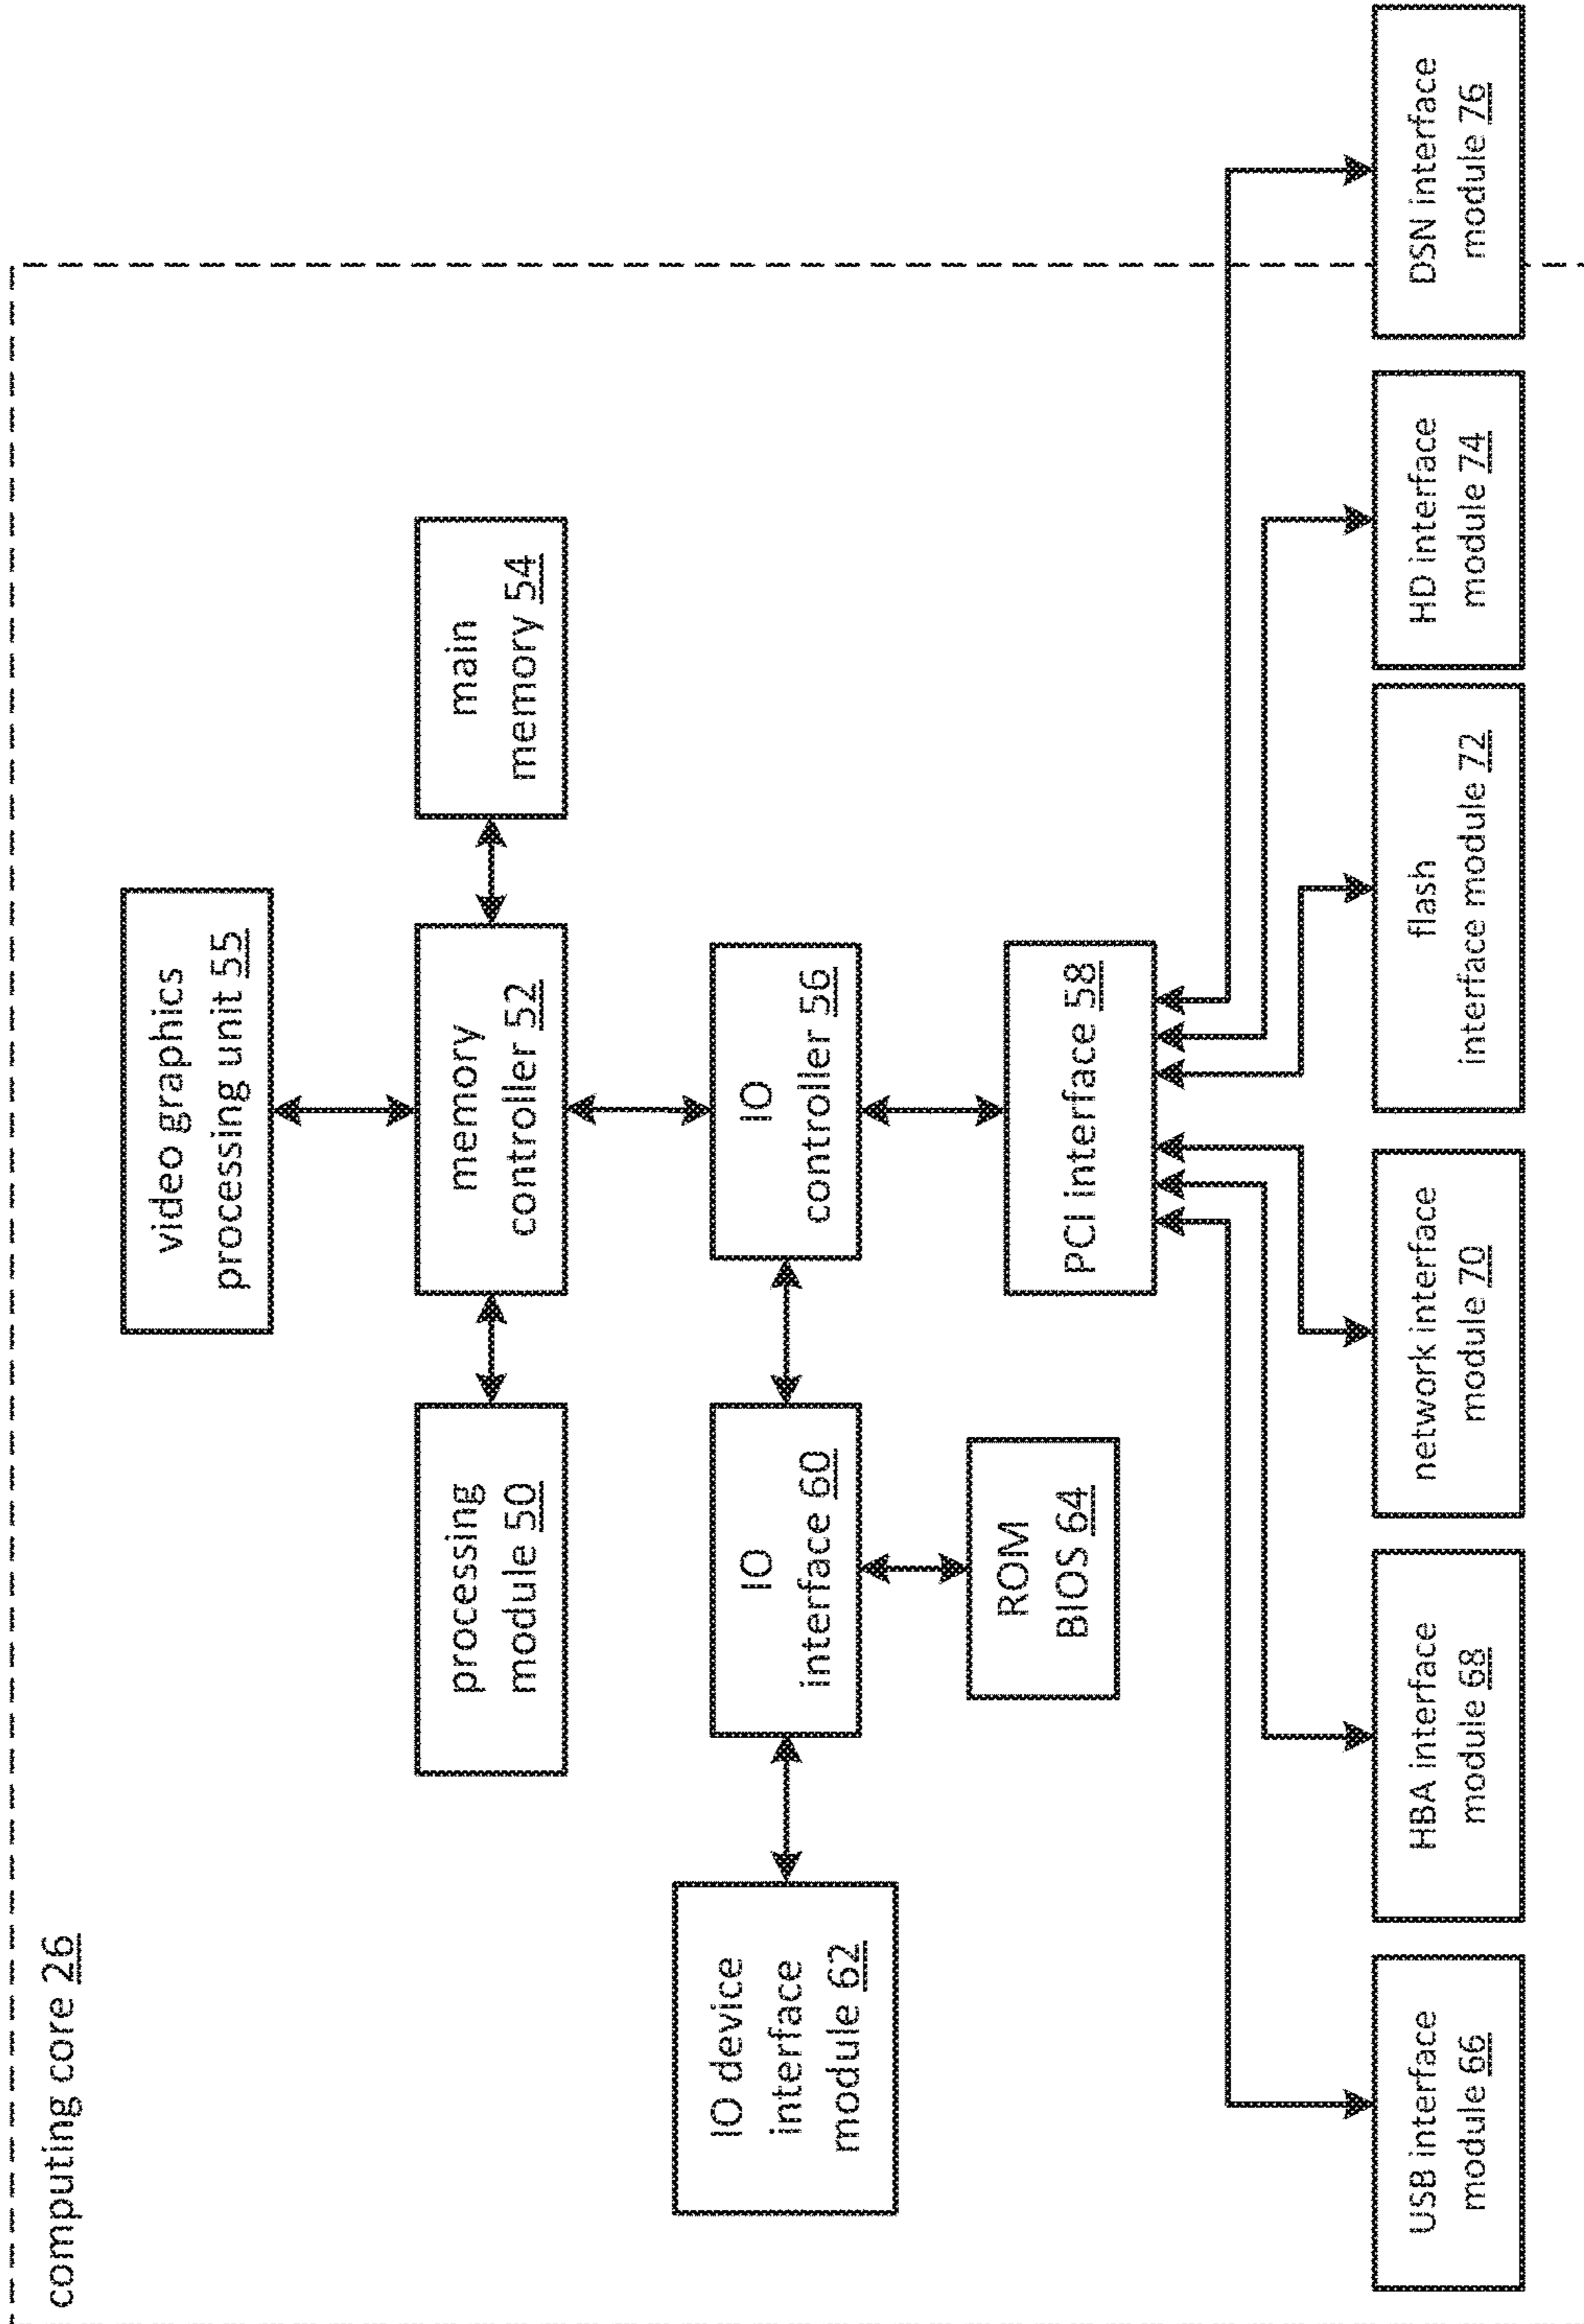 computing core 26
video graphics
processing unit 55
processing
module 50
memory
controller 52
main
memory 54
IO device
interface
module 62
IO
interface 60
IO
controller 56
ROM
BIOS 64
PCI interface 58
USB interface
module 66
HBA interface
module 68
network interface
module 70
flash
interface module 72
HD interface
module 74
DSN interface
module 76